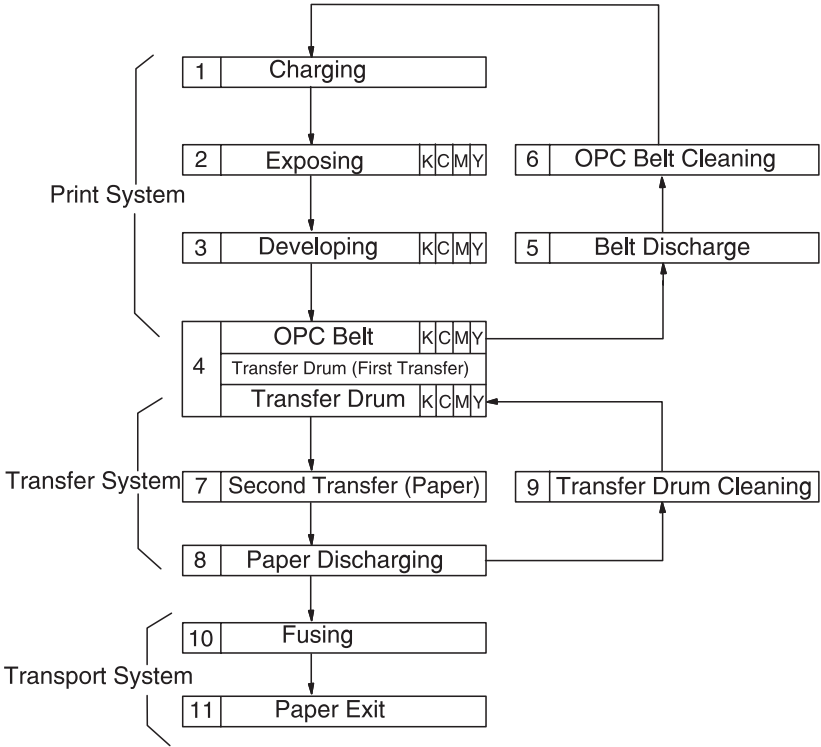 1 Charging
2 Exposing K C M Y
6 OPC Belt Cleaning
Print System
3 Developing K C M Y
5 Belt Discharge
4
OPC Belt K C M Y
Transfer Drum (First Transfer)
Transfer Drum K C M Y
Transfer System
7 Second Transfer (Paper)
9 Transfer Drum Cleaning
8 Paper Discharging
10 Fusing
Transport System
11 Paper Exit